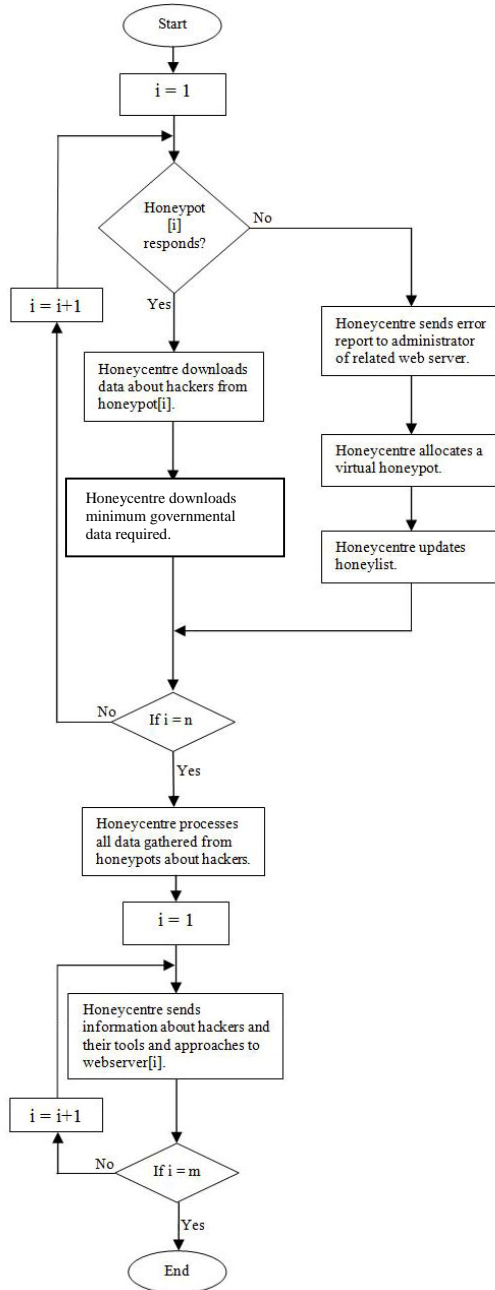 Start
i = 1
Honeypot
[i]
responds?
No
Yes
i = i+1
Honeycentre sends error
report to administrator
of related web server.
Honeycentre downloads
data about hackers from
honeypot[i].
Honeycentre allocates a
virtual honeypot.
Honeycentre downloads
minimum governmental
data required.
Honeycentre updates
honeylist.
No
If i = n
Yes
Honeycentre processes
all data gathered from
honeypots about hackers.
i = 1
Honeycentre sends
information about hackers and
their tools and approaches to
webserver[i].
i = i+1
No
If i = m
Yes
End